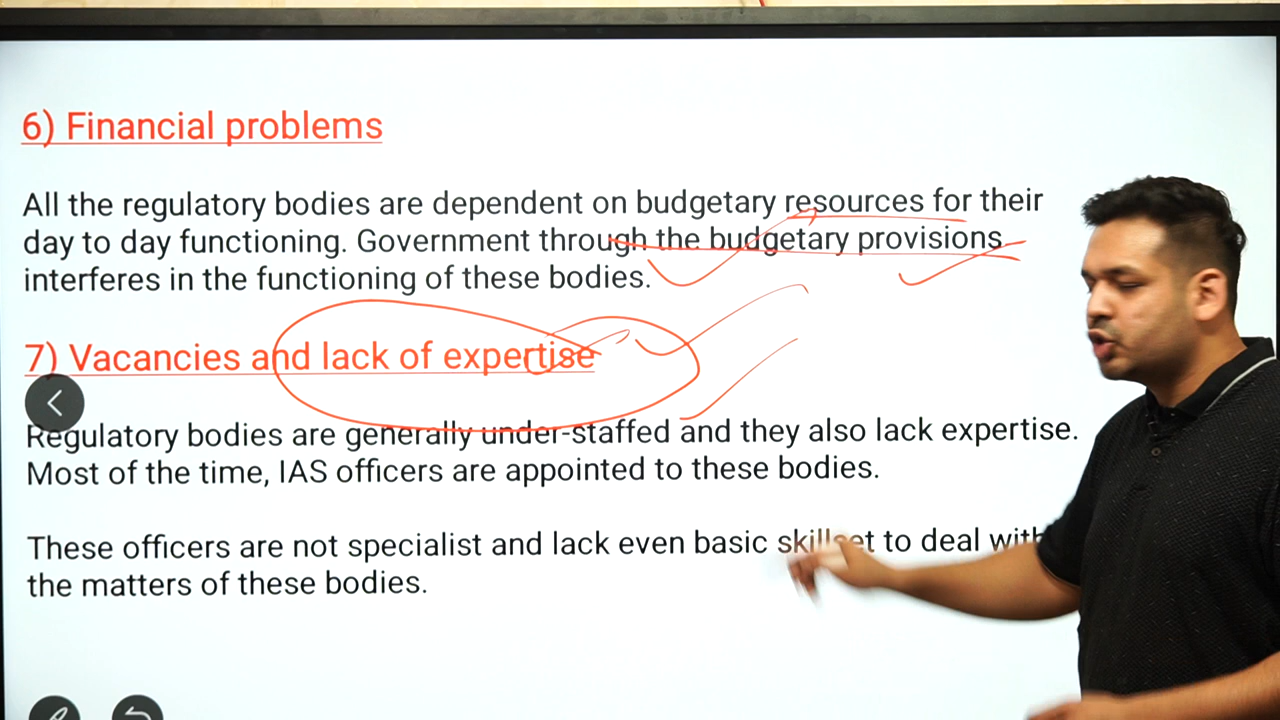 6) Financial problems
All the regulatory bodies are dependent on budgetary resources for their
day to day functioning. Government through the budgetary provisions
interferes in the functioning of these bodies.
7) Vacancies and lack of expertise
Regulatory bodies are generally under-staffed and they also lack expertise.
Most of the time, IAS officers are appointed to these bodies.
These officers are not specialist and lack even basic skillset to deal with
the matters of these bodies.